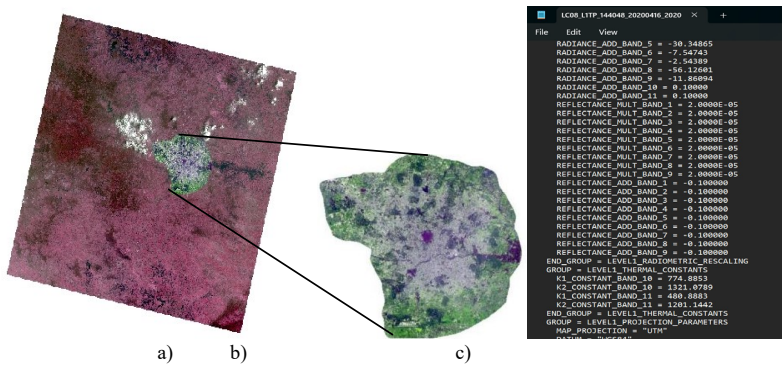 LC08_L1TP_144048_20200416_2020
File Edit View
RADIANCE_ADD_BAND_5 = -30.34865
RADIANCE_ADD_BAND_6 = -7.54743
RADIANCE_ADD_BAND_7 = -2.54389
RADIANCE_ADD_BAND_8 = -56.12601
RADIANCE_ADD_BAND_9 = -11.86094
RADIANCE_ADD_BAND_10 = 0.10000
RADIANCE_ADD_BAND_11 = 0.10000
REFLECTANCE_MULT_BAND_1 = 2.0000E-05
REFLECTANCE_MULT_BAND_2 = 2.0000E-05
REFLECTANCE_MULT_BAND_3 = 2.0000E-05
REFLECTANCE_MULT_BAND_4 = 2.0000E-05
REFLECTANCE_MULT_BAND_5 = 2.0000E-05
REFLECTANCE_MULT_BAND_6 = 2.0000E-05
REFLECTANCE_MULT_BAND_7 = 2.0000E-05
REFLECTANCE_MULT_BAND_8 = 2.0000E-05
REFLECTANCE_MULT_BAND_9 = 2.0000E-05
REFLECTANCE_ADD_BAND_1 = -0.100000
REFLECTANCE_ADD_BAND_2 = -0.100000
REFLECTANCE_ADD_BAND_3 = -0.100000
REFLECTANCE_ADD_BAND_4 = -0.100000
REFLECTANCE_ADD_BAND_5 = -0.100000
REFLECTANCE_ADD_BAND_6 = -0.100000
REFLECTANCE_ADD_BAND_7 = -0.100000
REFLECTANCE_ADD_BAND_8 = -0.100000
REFLECTANCE_ADD_BAND_9 = -0.100000
END_GROUP = LEVEL1_RADIOMETRIC_RESCALING
GROUP = LEVEL1_THERMAL_CONSTANTS
K1_CONSTANT_BAND_10 = 774.8853
K2_CONSTANT_BAND_10 = 1321.0789
K1_CONSTANT_BAND_11 = 480.8883
K2_CONSTANT_BAND_11 = 1201.1442
END_GROUP = LEVEL1_THERMAL_CONSTANTS
GROUP = LEVEL1_PROJECTION_PARAMETERS
MAP_PROJECTION = "UTM"
DATUM = "WGS84"
a) b) c)